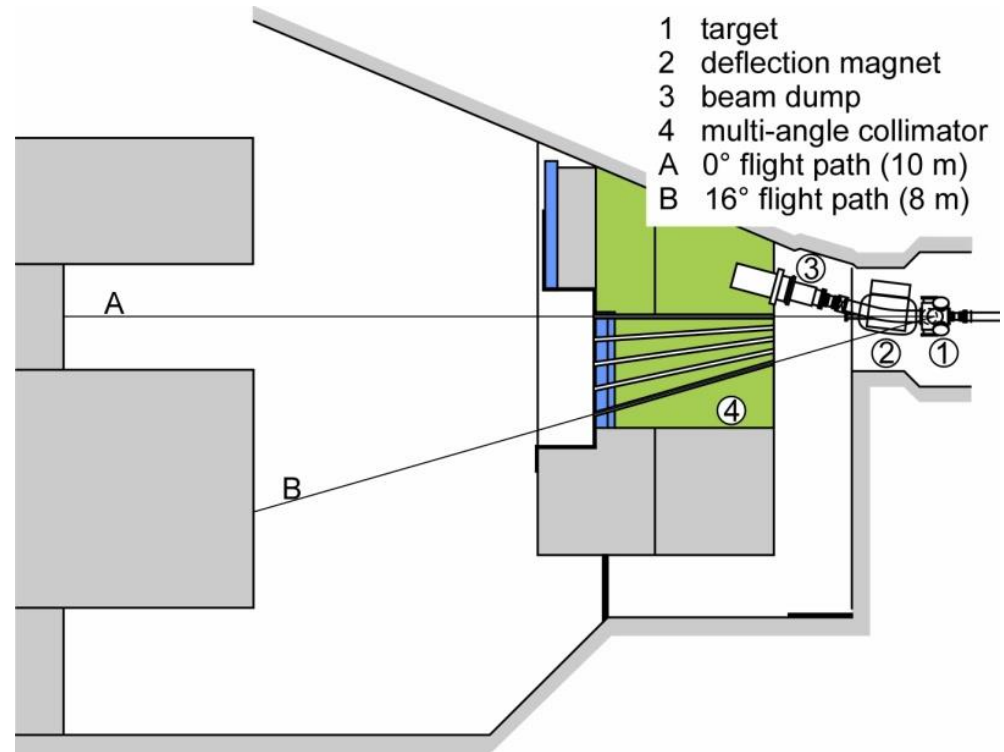 1 target
2 deflection magnet
3 beam dump
4 multi-angle collimator
A 0° flight path (10 m)
B 16° flight path (8 m)
3
A
2
1
4
B